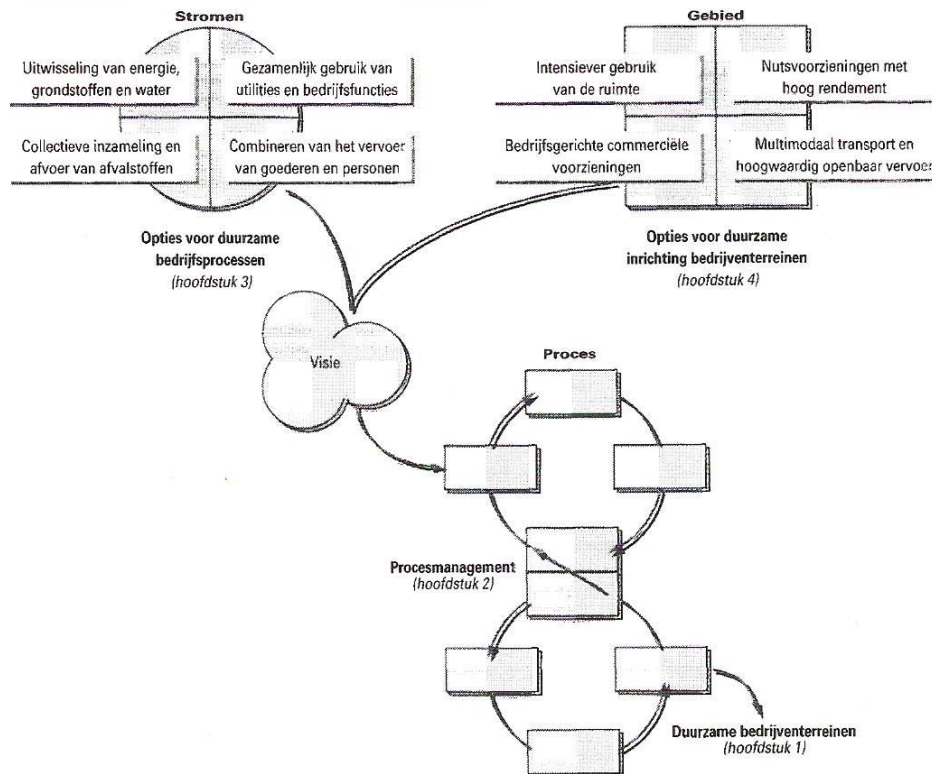 Stromen
Uitwisseling van energie,
grondstoffen en water
Gezamenlijk gebruik van
utilities en bedrijfsfuncties
Collectieve inzameling en
afvoer van afvalstoffen
Combineren van het vervoer
van goederen en personen
Opties voor duurzame
bedrijfsprocessen
(hoofdstuk 3)
Gebied
Intensiever gebruik
van de ruimte
Nutsvoorzieningen met
hoog rendement
Bedrijfsgerichte commerciële
voorzieningen
Multimodaal transport en
hoogwaardig openbaar vervoer
Opties voor duurzame
inrichting bedrijventerreinen
(hoofdstuk 4)
Visie
Proces
Procesmanagement
(hoofdstuk 2)
Duurzame bedrijventerreinen
(hoofdstuk 1)